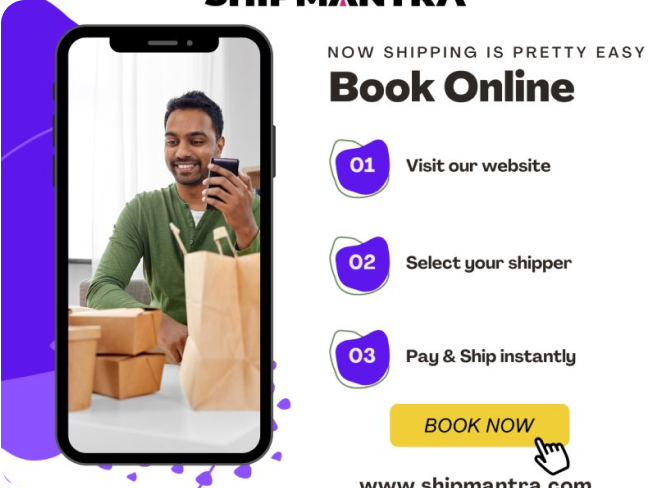 SHIPMANTRA
NOW SHIPPING IS PRETTY EASY
Book Online
01 Visit our website
02 Select your shipper
03 Pay & Ship instantly
BOOK NOW
www.shipmantra.com